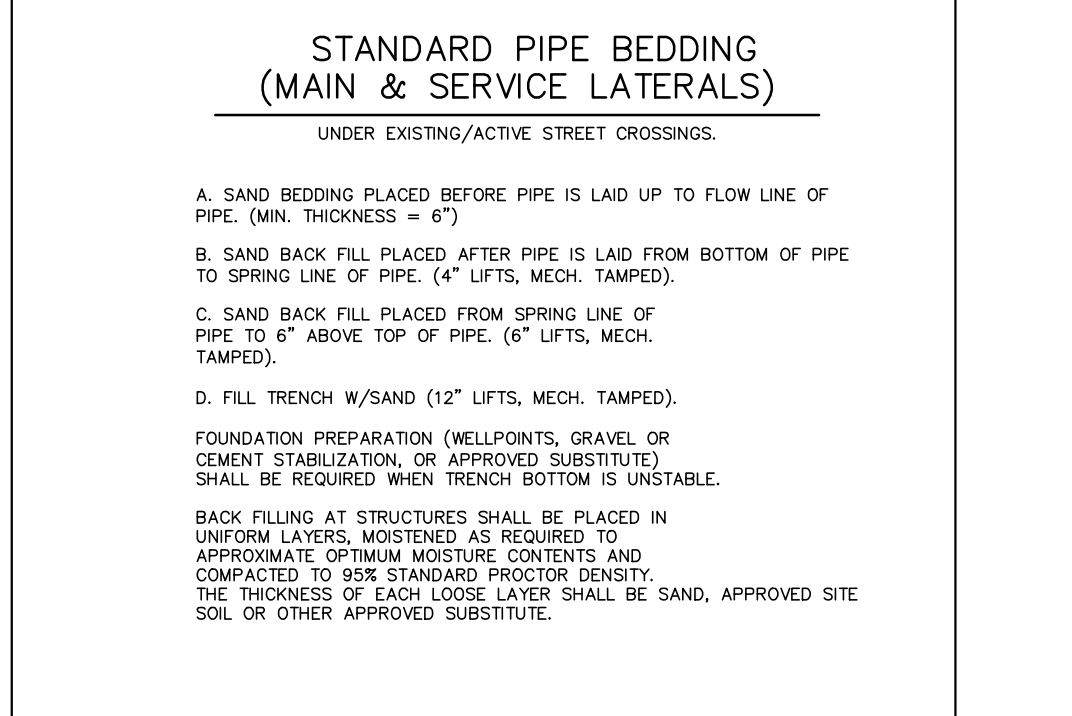 STANDARD PIPE BEDDING
(MAIN & SERVICE LATERALS)
UNDER EXISTING/ACTIVE STREET CROSSINGS.
A. SAND BEDDING PLACED BEFORE PIPE IS LAID UP TO FLOW LINE OF
PIPE. (MIN. THICKNESS = 6")
B. SAND BACK FILL PLACED AFTER PIPE IS LAID FROM BOTTOM OF PIPE
TO SPRING LINE OF PIPE. (4" LIFTS, MECH. TAMPED).
C. SAND BACK FILL PLACED FROM SPRING LINE OF
PIPE TO 6" ABOVE TOP OF PIPE. (6" LIFTS, MECH.
TAMPED).
D. FILL TRENCH W/SAND (12" LIFTS, MECH. TAMPED).
FOUNDATION PREPARATION (WELLPOINTS, GRAVEL OR
CEMENT STABILIZATION, OR APPROVED SUBSTITUTE)
SHALL BE REQUIRED WHEN TRENCH BOTTOM IS UNSTABLE.
BACK FILLING AT STRUCTURES SHALL BE PLACED IN
UNIFORM LAYERS, MOISTENED AS REQUIRED TO
APPROXIMATE OPTIMUM MOISTURE CONTENTS AND
COMPACTED TO 95% STANDARD PROCTOR DENSITY.
THE THICKNESS OF EACH LOOSE LAYER SHALL BE SAND, APPROVED SITE
SOIL OR OTHER APPROVED SUBSTITUTE.